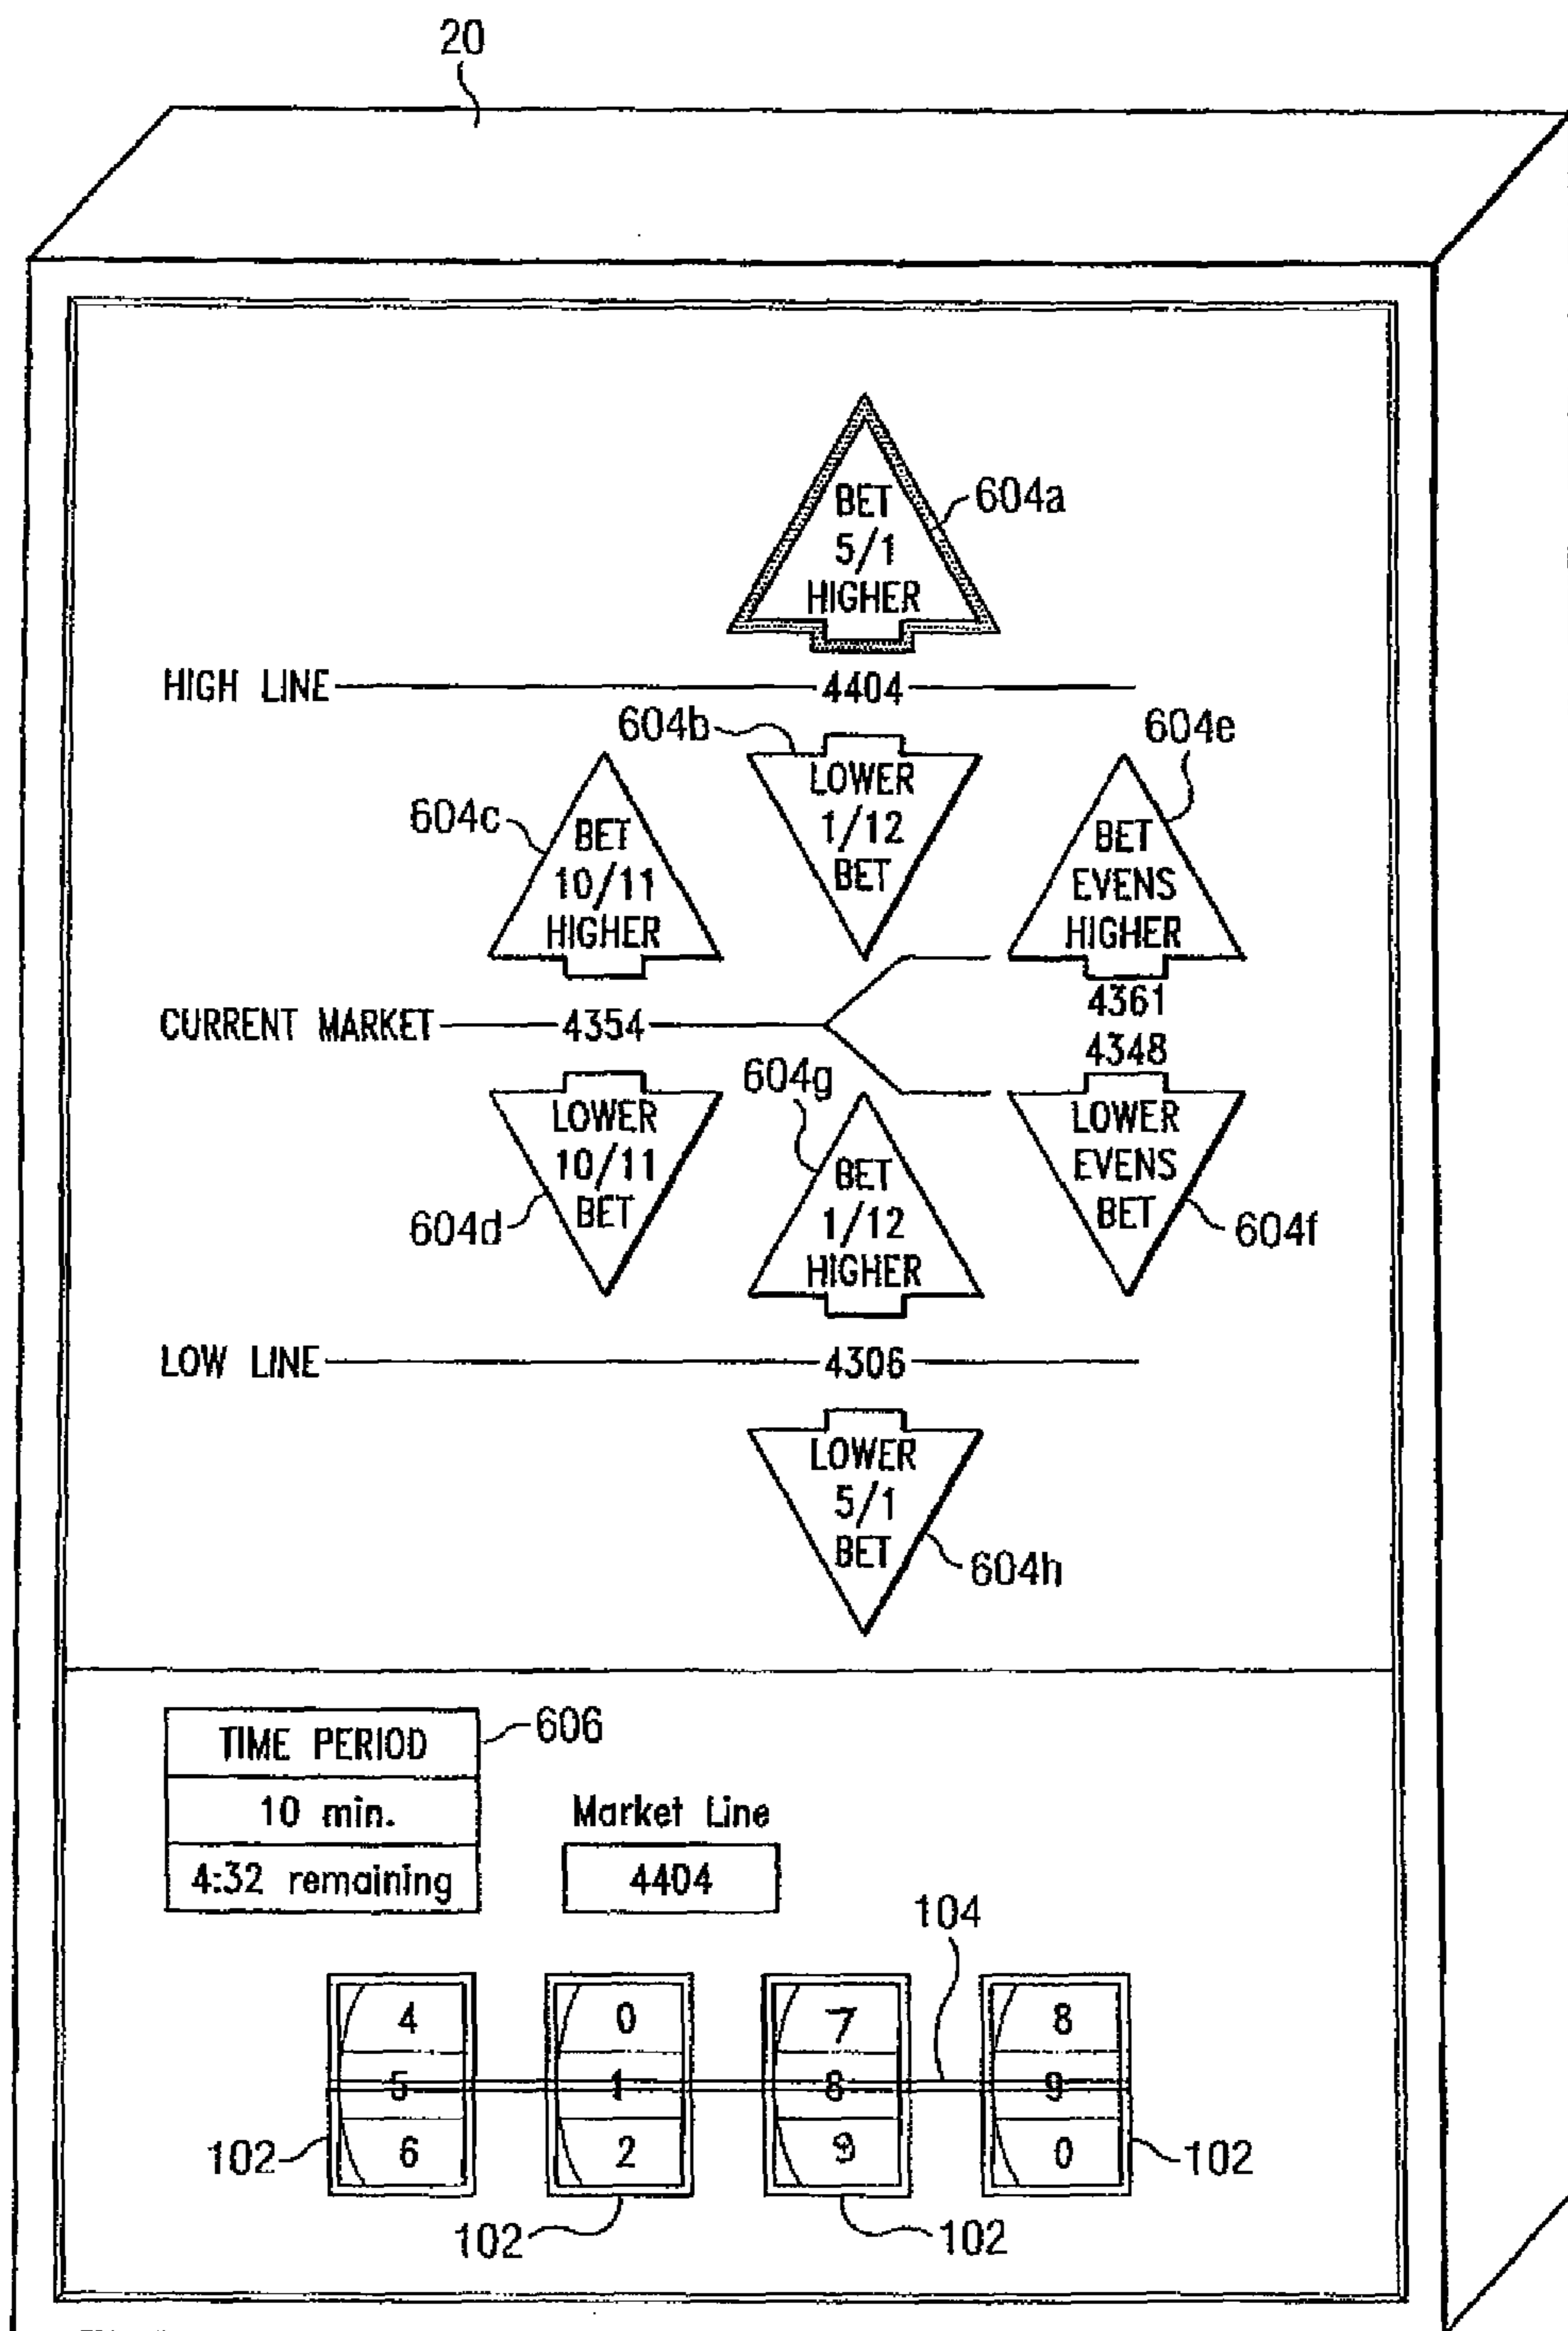 20
BET
5/1
HIGHER
604a
HIGH LINE 4404
604b
604e
LOWER
1/12
BET
604c
BET
10/11
HIGHER
BET
EVENS
HIGHER
4361
CURRENT MARKET 4354
4348
604g
LOWER
10/11
BET
LOWER
EVENS
BET
BET
1/12
HIGHER
604d
604f
LOW LINE 4306
LOWER
5/1
BET
604h
TIME PERIOD
606
10 min.
4:32 remaining
Market Line
4404
104
4 0 7 8
5 1 8 9
6 2 9 0
102
102
102
102